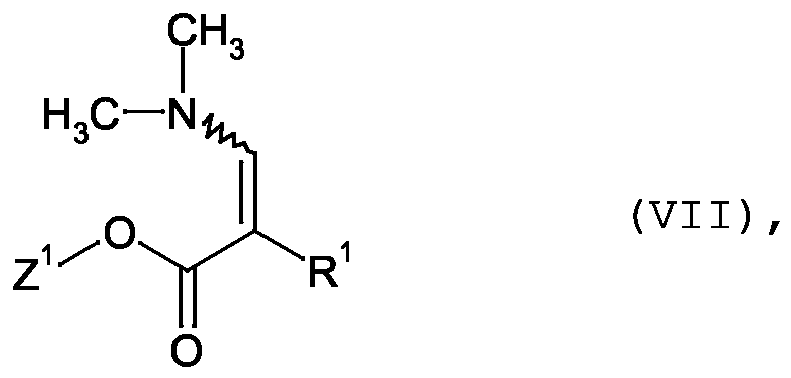 CH3
H3C N
(VII),
O
Z1 R1
O